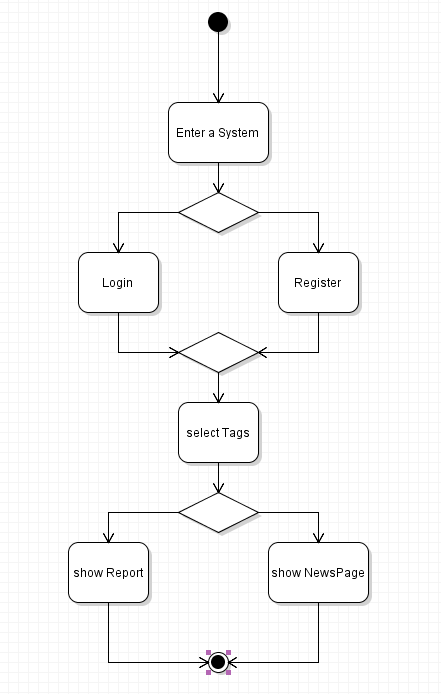 Enter a System
Login
Register
select Tags
show Report
show NewsPage